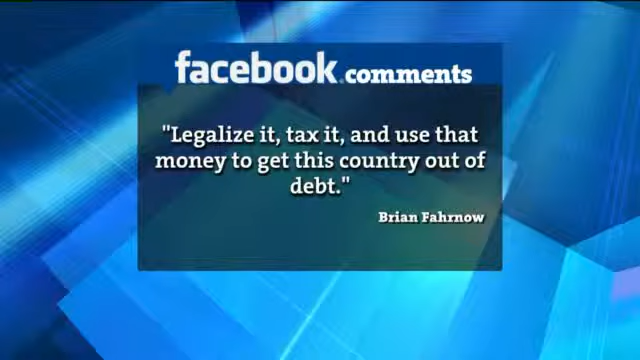 facebook.comments
"Legalize it, tax it, and use that
money to get this country out of
debt."
Brian Fahrnow